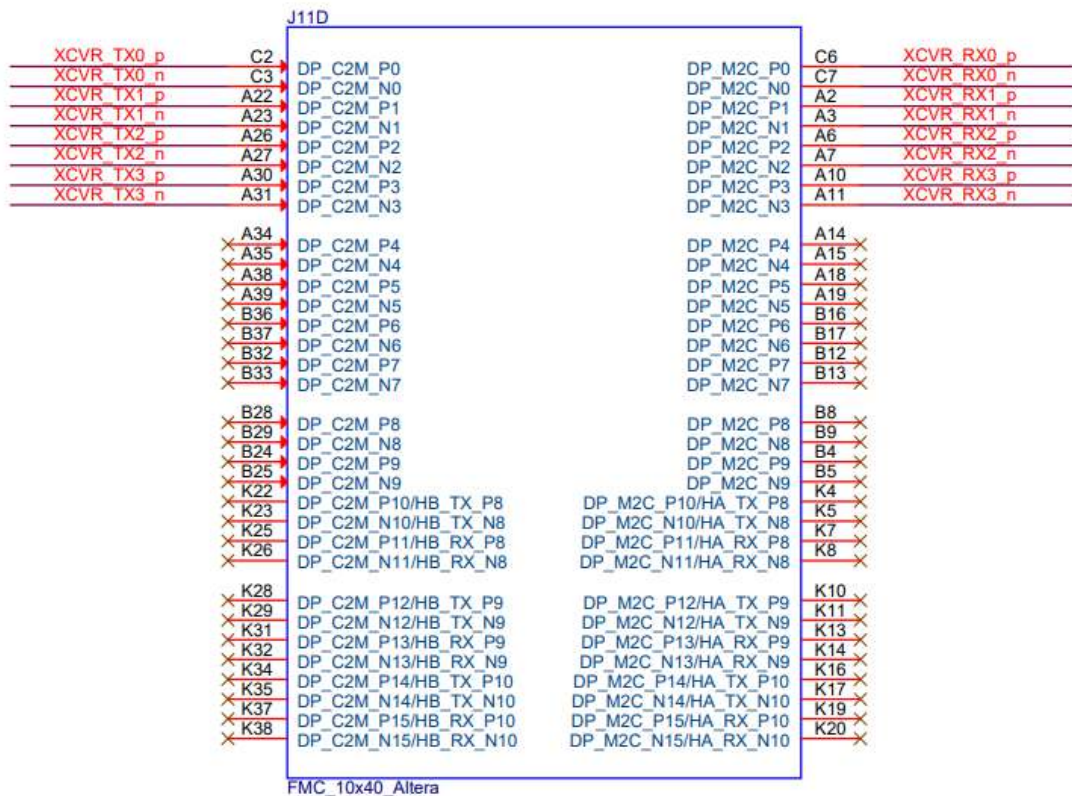 J11D
XCVR_TX0_p C2 DP_C2M_P0 DP_M2C_P0 C6 XCVR_RX0_p
XCVR_TX0_n C3 DP_C2M_N0 DP_M2C_N0 C7 XCVR_RX0_n
XCVR_TX1_p A22 DP_C2M_P1 DP_M2C_P1 A2 XCVR_RX1_p
XCVR_TX1_n A23 DP_C2M_N1 DP_M2C_N1 A3 XCVR_RX1_n
XCVR_TX2_p A26 DP_C2M_P2 DP_M2C_P2 A6 XCVR_RX2_p
XCVR_TX2_n A27 DP_C2M_N2 DP_M2C_N2 A7 XCVR_RX2_n
XCVR_TX3_p A30 DP_C2M_P3 DP_M2C_P3 A10 XCVR_RX3_p
XCVR_TX3_n A31 DP_C2M_N3 DP_M2C_N3 A11 XCVR_RX3_n
A34 DP_C2M_P4 DP_M2C_P4 A14
A35 DP_C2M_N4 DP_M2C_N4 A15
A38 DP_C2M_P5 DP_M2C_P5 A18
A39 DP_C2M_N5 DP_M2C_N5 A19
B36 DP_C2M_P6 DP_M2C_P6 B16
B37 DP_C2M_N6 DP_M2C_N6 B17
B32 DP_C2M_P7 DP_M2C_P7 B12
B33 DP_C2M_N7 DP_M2C_N7 B13
B28 DP_C2M_P8 DP_M2C_P8 B8
B29 DP_C2M_N8 DP_M2C_N8 B9
B24 DP_C2M_P9 DP_M2C_P9 B4
B25 DP_C2M_N9 DP_M2C_N9 B5
K22 DP_C2M_P10/HB_TX_P8 DP_M2C_P10/HA_TX_P8 K4
K23 DP_C2M_N10/HB_TX_N8 DP_M2C_N10/HA_TX_N8 K5
K25 DP_C2M_P11/HB_RX_P8 DP_M2C_P11/HA_RX_P8 K7
K26 DP_C2M_N11/HB_RX_N8 DP_M2C_N11/HA_RX_N8 K8
K28 DP_C2M_P12/HB_TX_P9 DP_M2C_P12/HA_TX_P9 K10
K29 DP_C2M_N12/HB_TX_N9 DP_M2C_N12/HA_TX_N9 K11
K31 DP_C2M_P13/HB_RX_P9 DP_M2C_P13/HA_RX_P9 K13
K32 DP_C2M_N13/HB_RX_N9 DP_M2C_N13/HA_RX_N9 K14
K34 DP_C2M_P14/HB_TX_P10 DP_M2C_P14/HA_TX_P10 K16
K35 DP_C2M_N14/HB_TX_N10 DP_M2C_N14/HA_TX_N10 K17
K37 DP_C2M_P15/HB_RX_P10 DP_M2C_P15/HA_RX_P10 K19
K38 DP_C2M_N15/HB_RX_N10 DP_M2C_N15/HA_RX_N10 K20
FMC_10x40_Altera